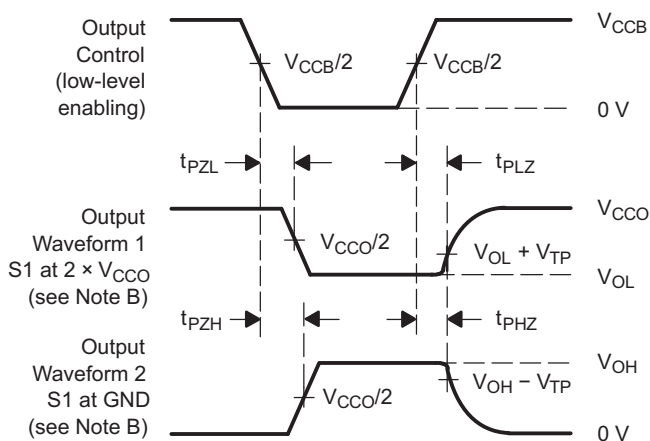 Output
Control
(low-level
enabling)
V_CCB/2
V_CCB/2
V_CCB
0 V
t_PZL
t_PLZ
Output
Waveform 1
S1 at 2 × V_CCO
(see Note B)
V_CCO/2
V_CCO
V_OL + V_TP
V_OL
t_PZH
t_PHZ
Output
Waveform 2
S1 at GND
(see Note B)
V_CCO/2
V_OH
V_OH − V_TP
0 V